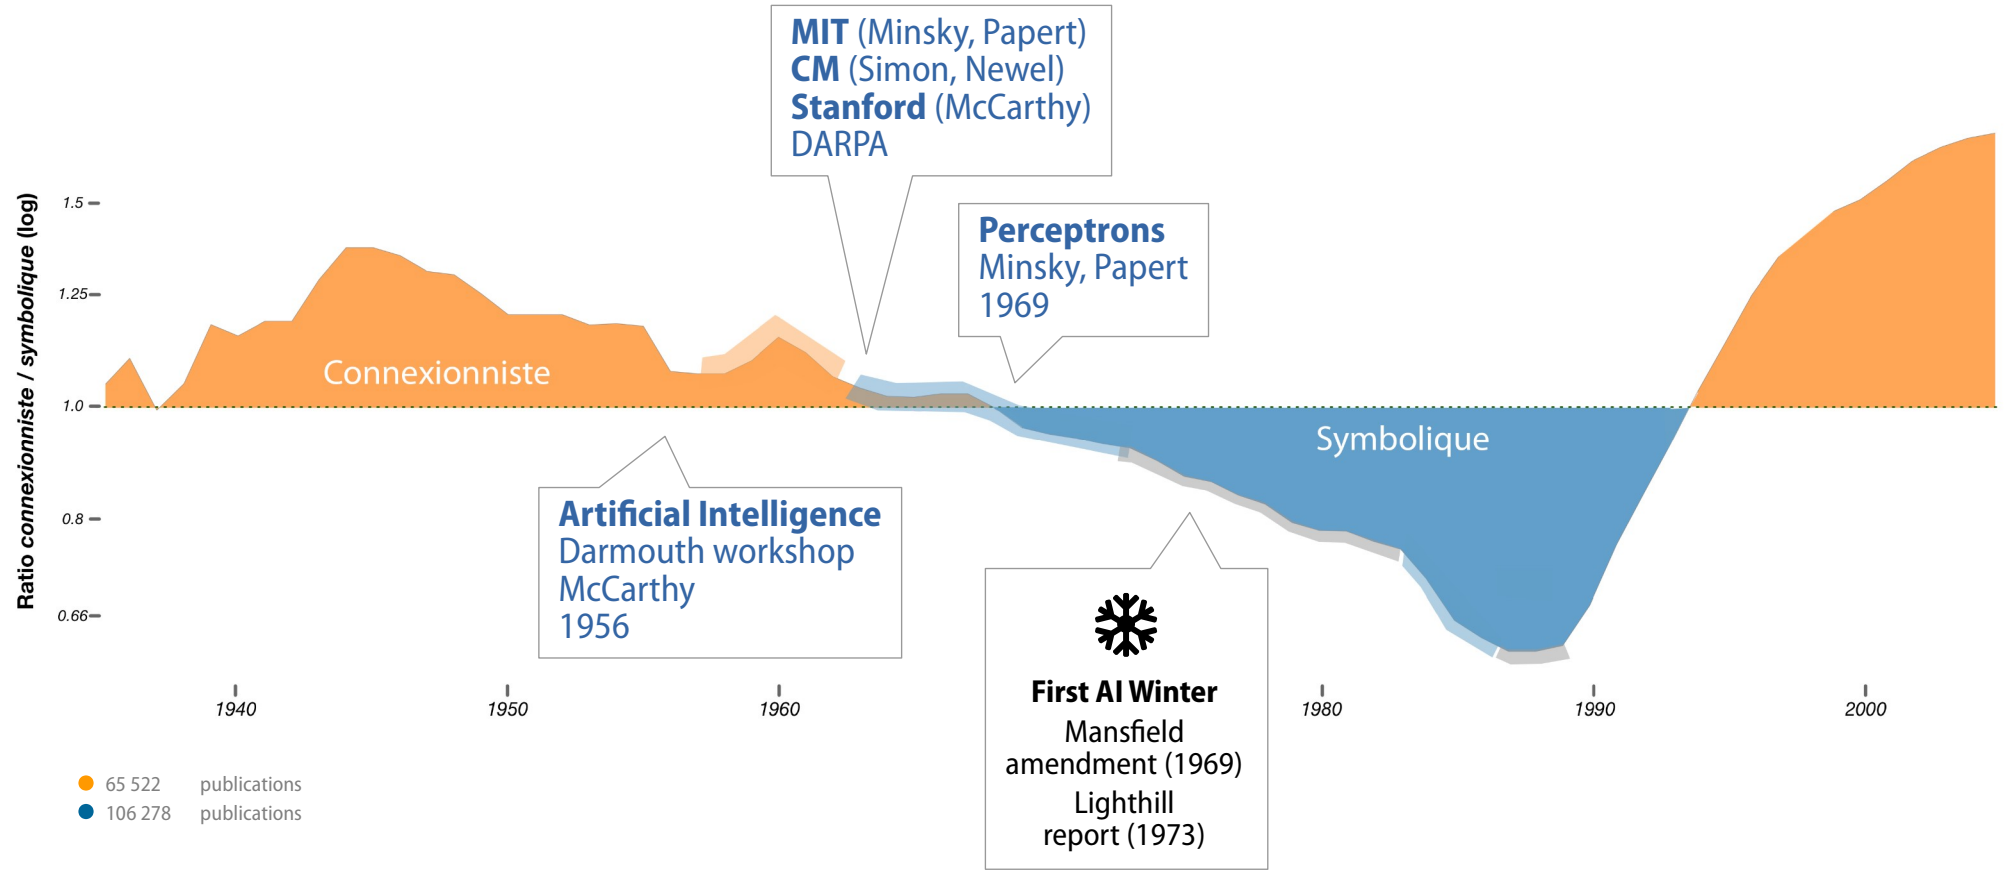 MIT (Minsky, Papert)
CM (Simon, Newel)
Stanford (McCarthy)
DARPA
Perceptrons
Minsky, Papert
1969
Ratio connexionniste / symbolique (log)
1.5
1.25
1.0
0.8
0.66
Connexionniste
Symbolique
Artificial Intelligence
Darmouth workshop
McCarthy
1956
First AI Winter
Mansfield
amendment (1969)
Lighthill
report (1973)
1940
1950
1960
1980
1990
2000
65 522 publications
106 278 publications